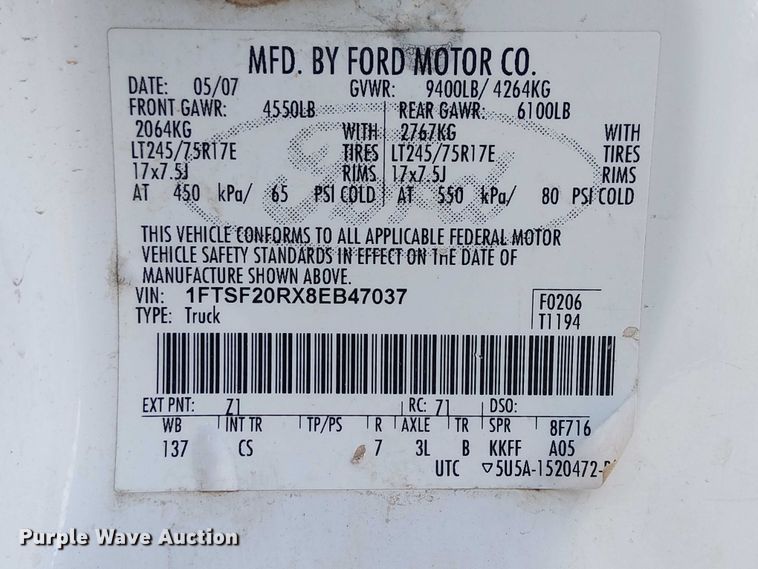 MFD. BY FORD MOTOR CO.
DATE: 05/07 GVWR: 9400LB/ 4264KG
FRONT GAWR: 4550LB REAR GAWR: 6100LB
2064KG WITH 2767KG WITH
LT245/75R17E TIRES LT245/75R17E TIRES
17x7.5J RIMS 17x7.5J RIMS
AT 450 kPa/ 65 PSI COLD AT 550 kPa/ 80 PSI COLD
THIS VEHICLE CONFORMS TO ALL APPLICABLE FEDERAL MOTOR
VEHICLE SAFETY STANDARDS IN EFFECT ON THE DATE OF
MANUFACTURE SHOWN ABOVE.
VIN: 1FTSF20RX8EB47037 F0206
TYPE: Truck T1194
EXT PNT: Z1 RC: 71 DSO:
WB INT TR TP/PS R AXLE TR SPR 8F716
137 CS 7 3L B KKFF A05
UTC ▽5U5A-1520472-
Purple Wave Auction